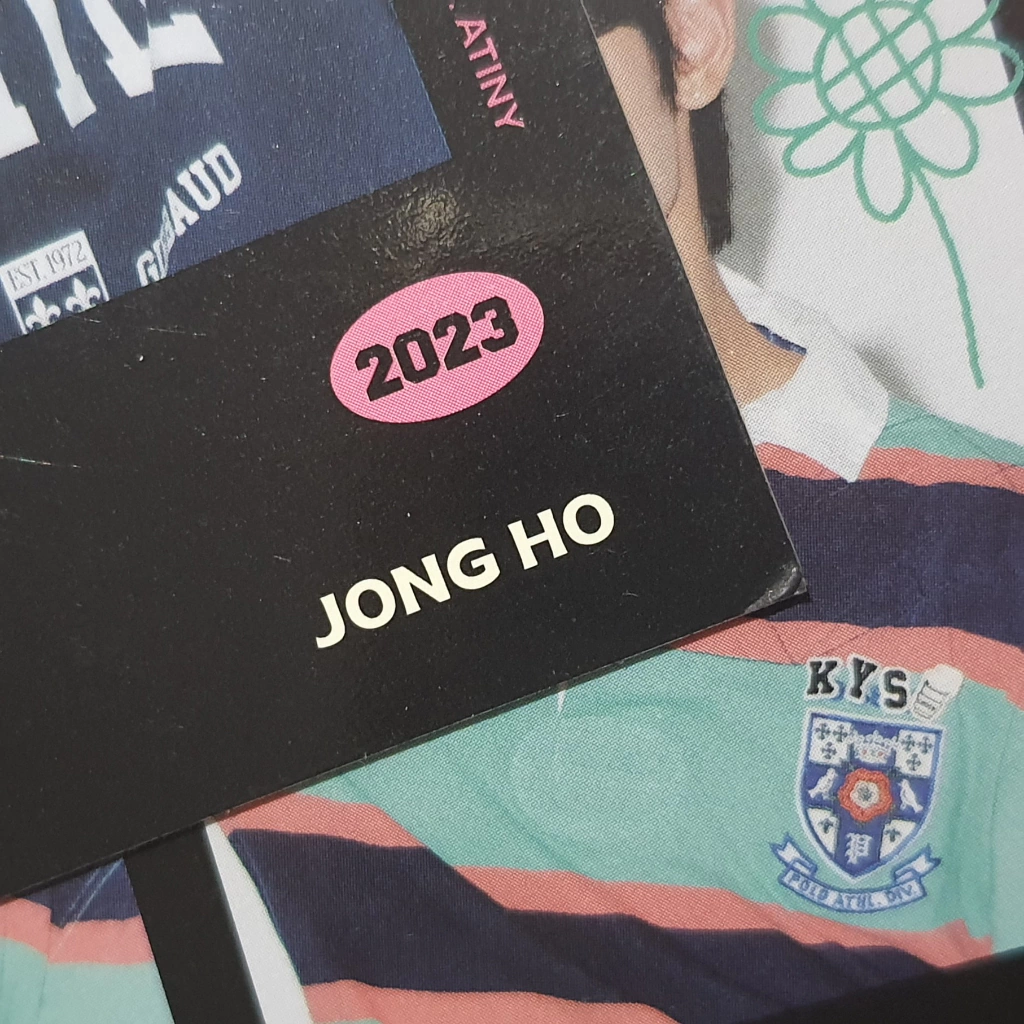 . ATINY
EST. 1972
2023
JONG HO
KYS
POLO ATHL. DIV.
P